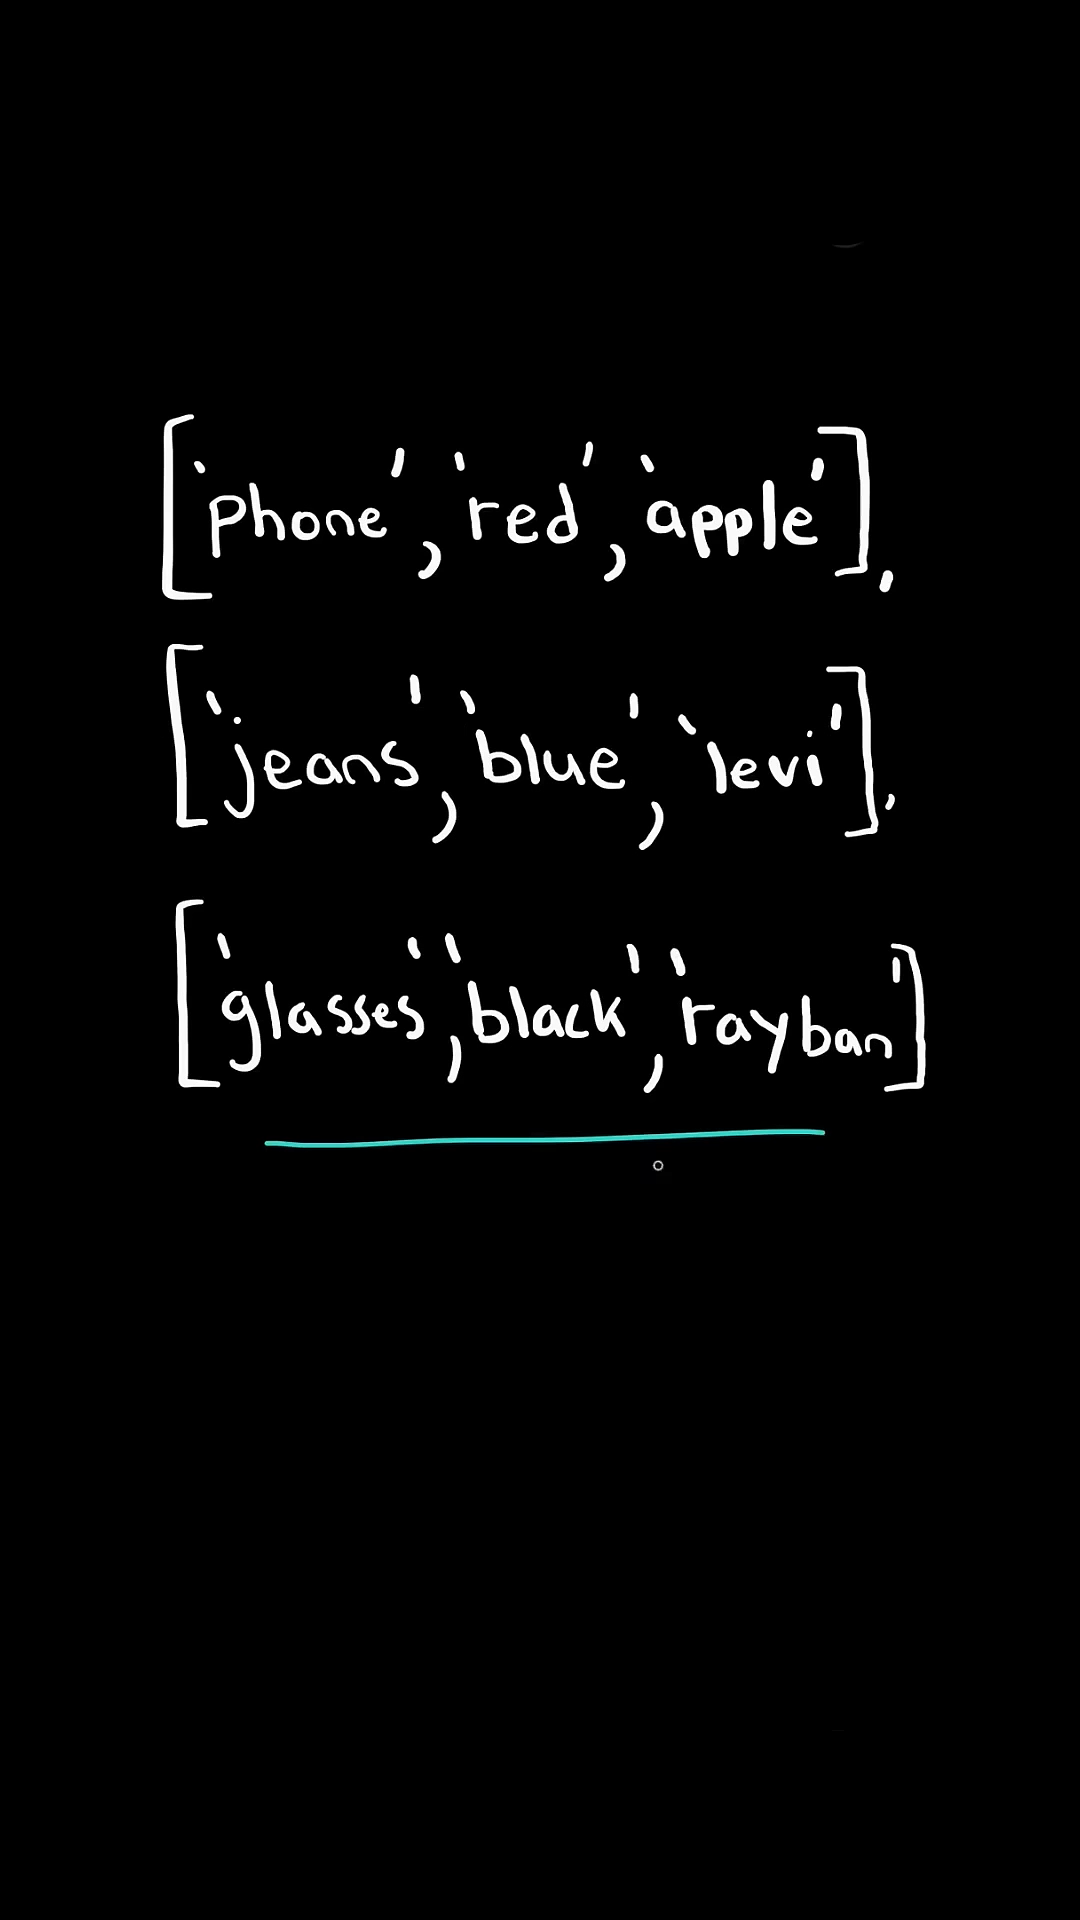 ['phone', 'red', 'apple'],
['jeans', 'blue', 'levi'],
['glasses', 'black', 'rayban']